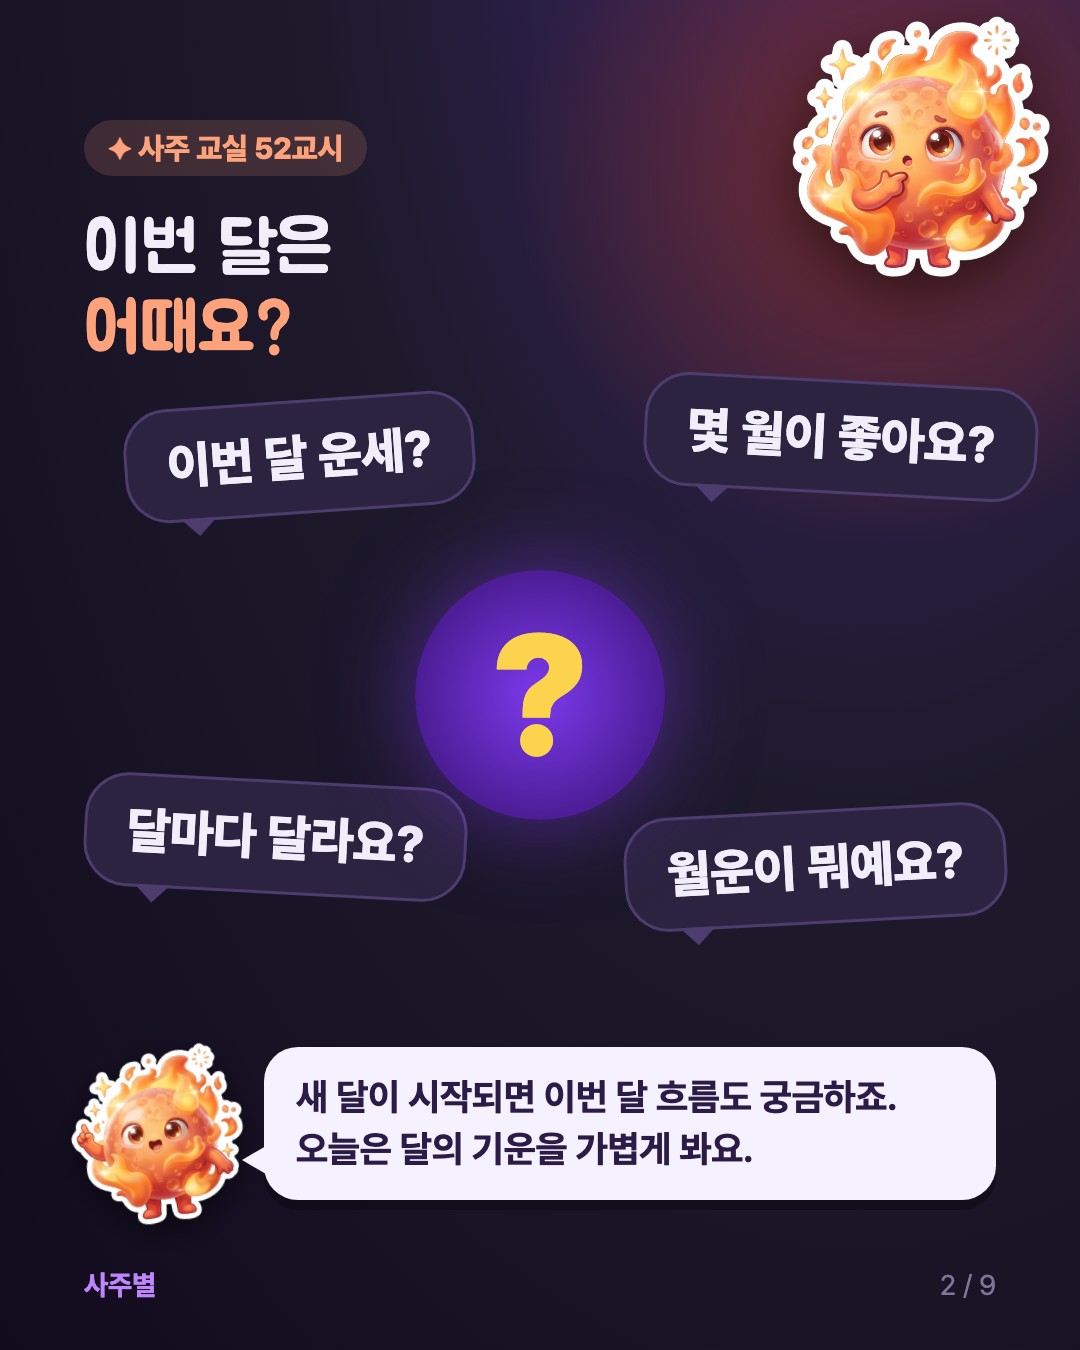 사주 교실 52교시
이번 달은
어때요?
이번 달 운세?
몇 월이 좋아요?
?
달마다 달라요?
월운이 뭐예요?
새 달이 시작되면 이번 달 흐름도 궁금하죠.
오늘은 달의 기운을 가볍게 봐요.
사주별
2 / 9